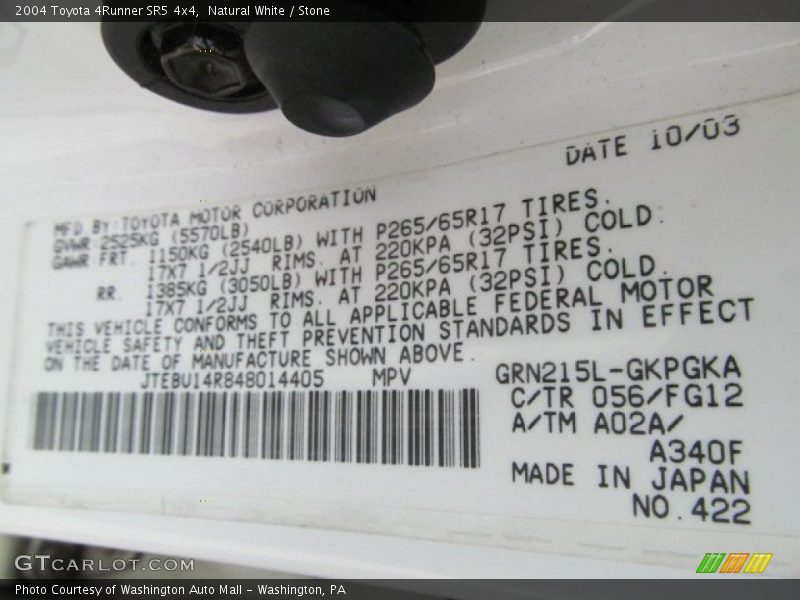 2004 Toyota 4Runner SR5 4x4,  Natural White / Stone
DATE 10/03
MFD BY:TOYOTA MOTOR CORPORATION
GVWR 2525KG (5570LB)
GAWR FRT. 1150KG (2540LB) WITH P265/65R17 TIRES.
17X7 1/2JJ RIMS. AT 220KPA (32PSI) COLD.
RR. 1385KG (3050LB) WITH P265/65R17 TIRES.
17X7 1/2JJ RIMS. AT 220KPA (32PSI) COLD.
THIS VEHICLE CONFORMS TO ALL APPLICABLE FEDERAL MOTOR
VEHICLE SAFETY AND THEFT PREVENTION STANDARDS IN EFFECT
ON THE DATE OF MANUFACTURE SHOWN ABOVE.
JTEBU14R848014405 MPV
GRN215L-GKPGKA
C/TR 056/FG12
A/TM A02A/
A340F
MADE IN JAPAN
NO.422
GTCARLOT.COM
Photo Courtesy of Washington Auto Mall - Washington, PA